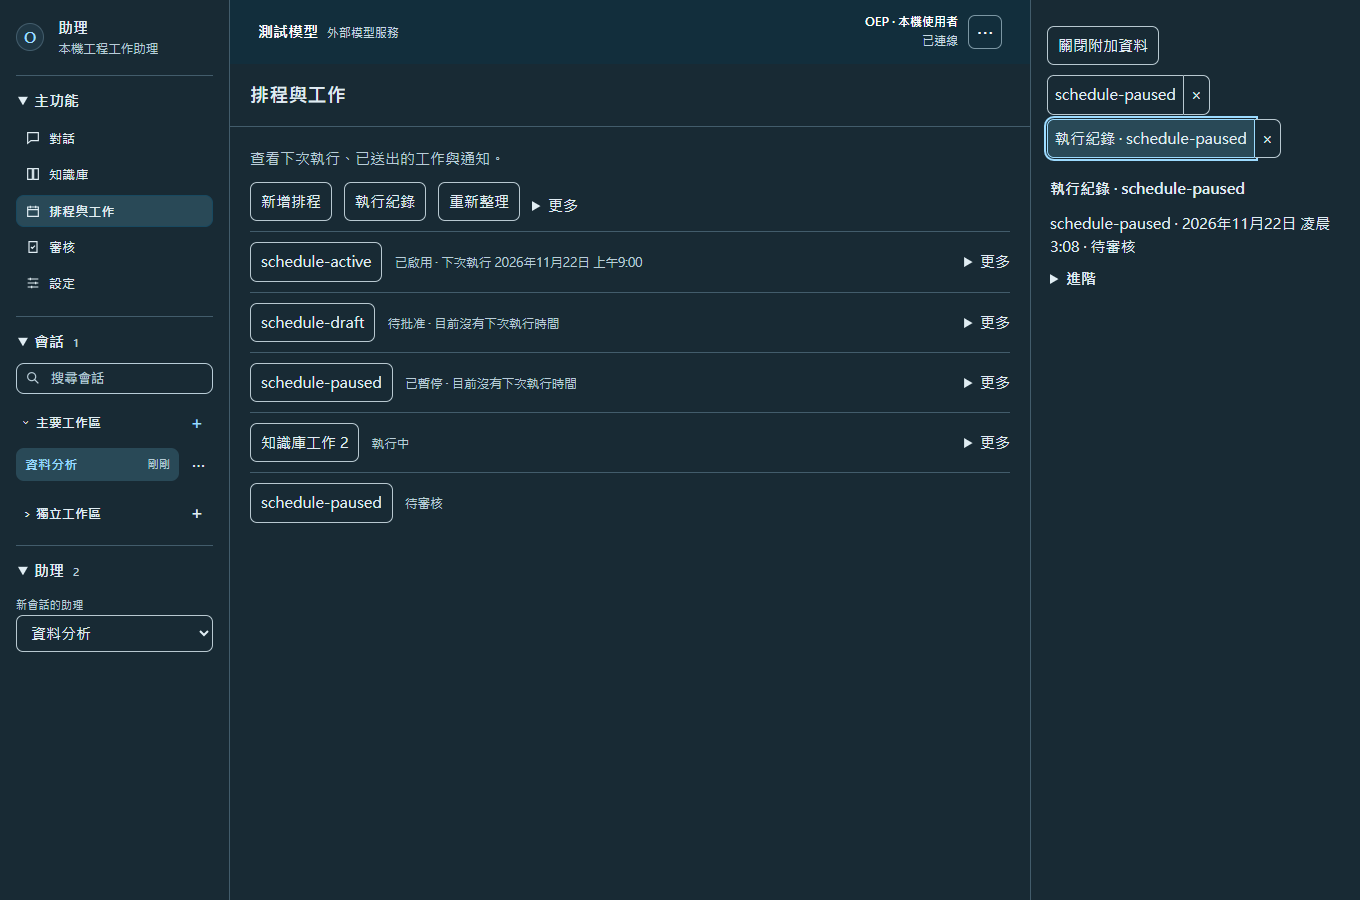 O
助理
本機工程工作助理
▼ 主功能
對話
知識庫
排程與工作
審核
設定
▼ 會話 1
搜尋會話
主要工作區 +
資料分析 剛剛 ...
獨立工作區 +
▼ 助理 2
新會話的助理
資料分析
測試模型 外部模型服務
OEP · 本機使用者
已連線
...
排程與工作
查看下次執行、已送出的工作與通知。
新增排程 執行紀錄 重新整理 ▶ 更多
schedule-active 已啟用 · 下次執行 2026年11月22日 上午9:00 ▶ 更多
schedule-draft 待批准 · 目前沒有下次執行時間 ▶ 更多
schedule-paused 已暫停 · 目前沒有下次執行時間 ▶ 更多
知識庫工作 2 執行中 ▶ 更多
schedule-paused 待審核
關閉附加資料
schedule-paused ×
執行紀錄 · schedule-paused ×
執行紀錄 · schedule-paused
schedule-paused · 2026年11月22日 凌晨
3:08 · 待審核
▶ 進階